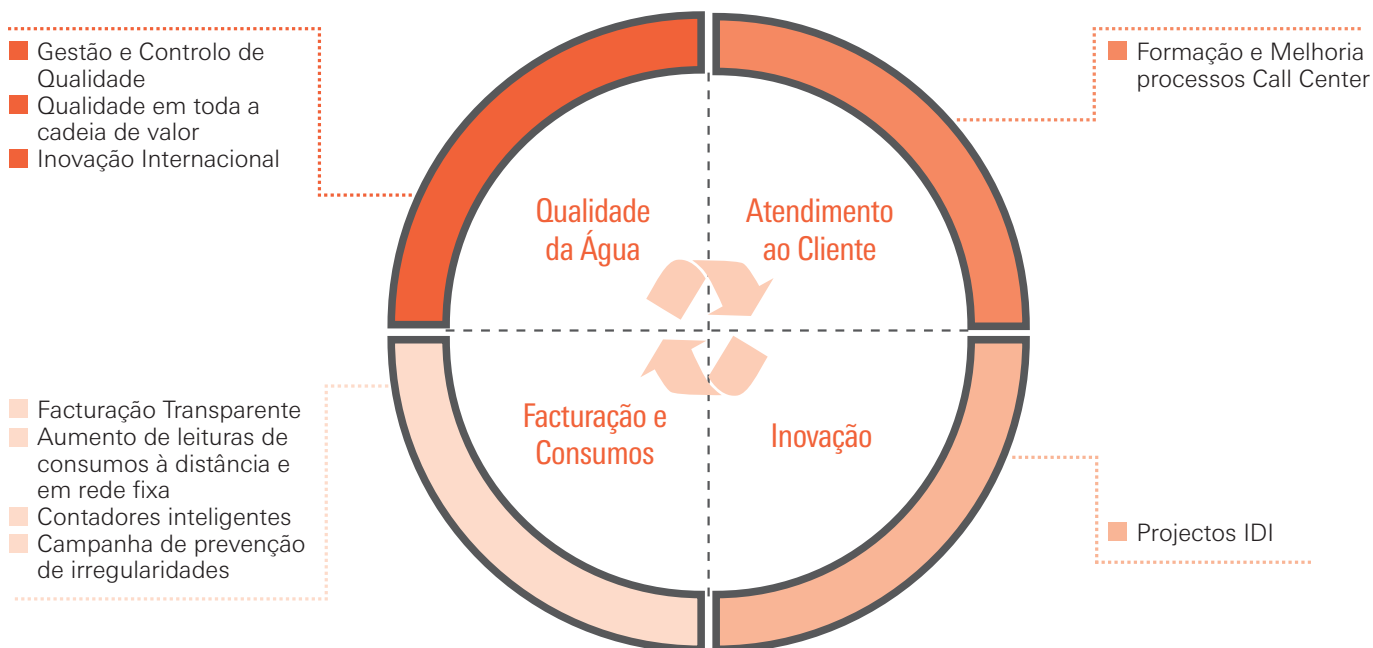 Gestão e Controlo de
Qualidade
Qualidade em toda a
cadeia de valor
Inovação Internacional
Formação e Melhoria
processos Call Center
Qualidade
da Água
Atendimento
ao Cliente
Facturação e
Consumos
Inovação
Facturação Transparente
Aumento de leituras de
consumos à distância e
em rede fixa
Contadores inteligentes
Campanha de prevenção
de irregularidades
Projectos IDI